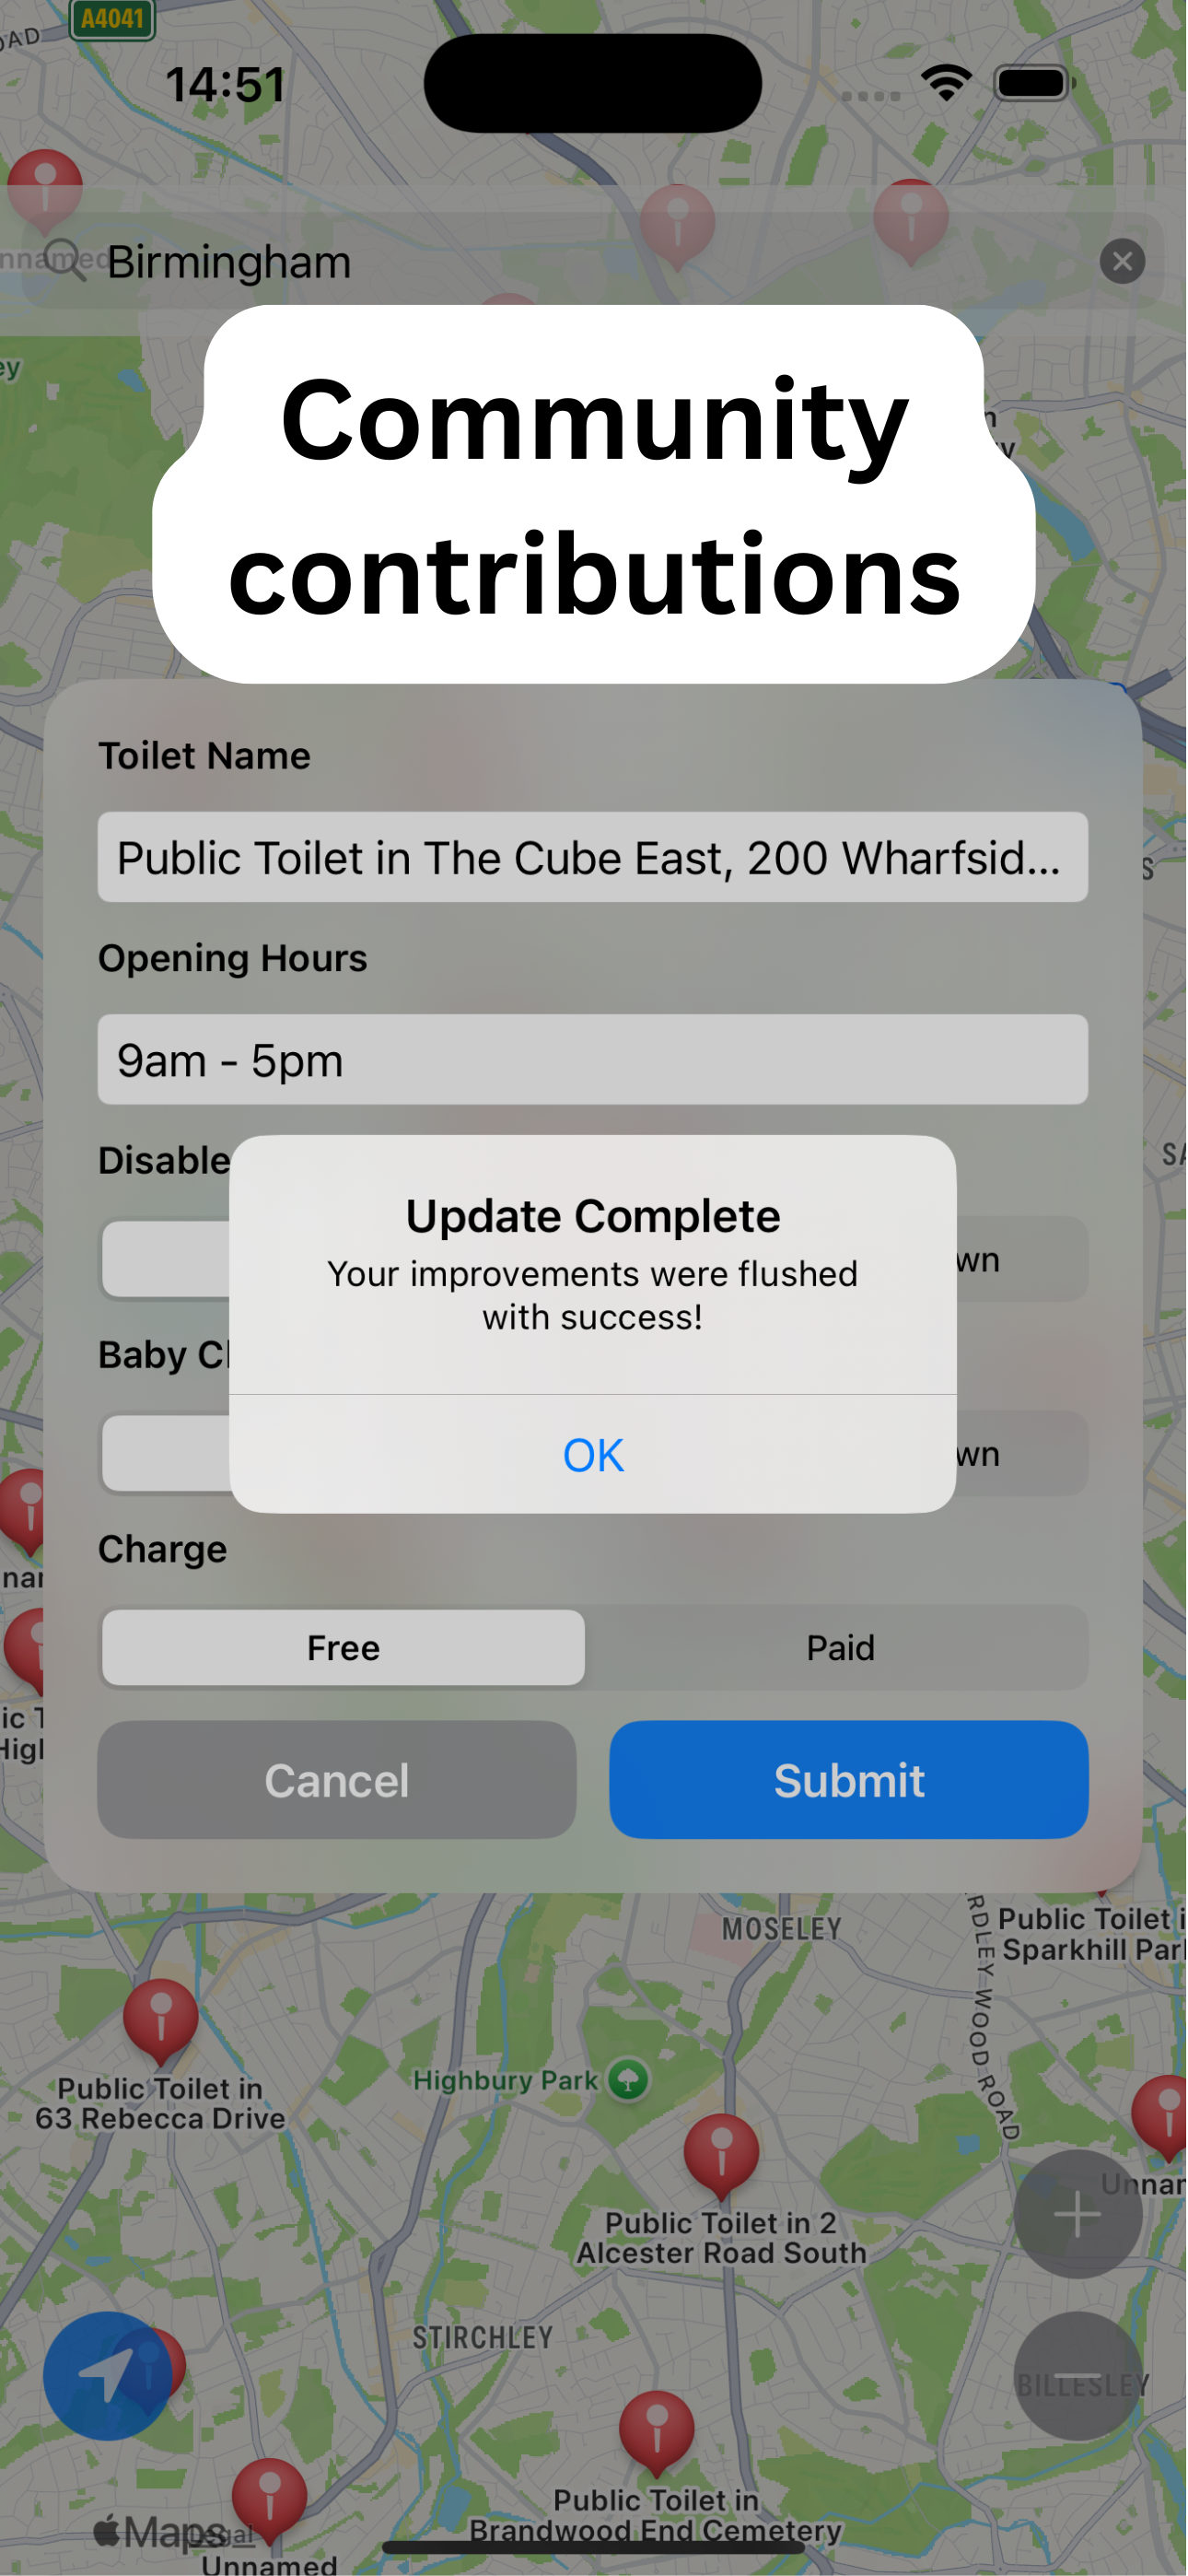 A4041
OAD
14:51
nnamed
Birmingham
ey
Community
contributions
Toilet Name
Public Toilet in The Cube East, 200 Wharfsid...
Opening Hours
9am - 5pm
Disable
wn
Update Complete
Your improvements were flushed
with success!
OK
Baby C
wn
Charge
Free
Paid
Cancel
Submit
MOSELEY
RDLEY WOOD ROAD
Public Toilet i
Sparkhill Par
Public Toilet in
63 Rebecca Drive
Highbury Park
Public Toilet in 2
Alcester Road South
Unnar
STIRCHLEY
BILLESLEY
Public Toilet in
Brandwood End Cemetery
Maps
Legal
Unnamed